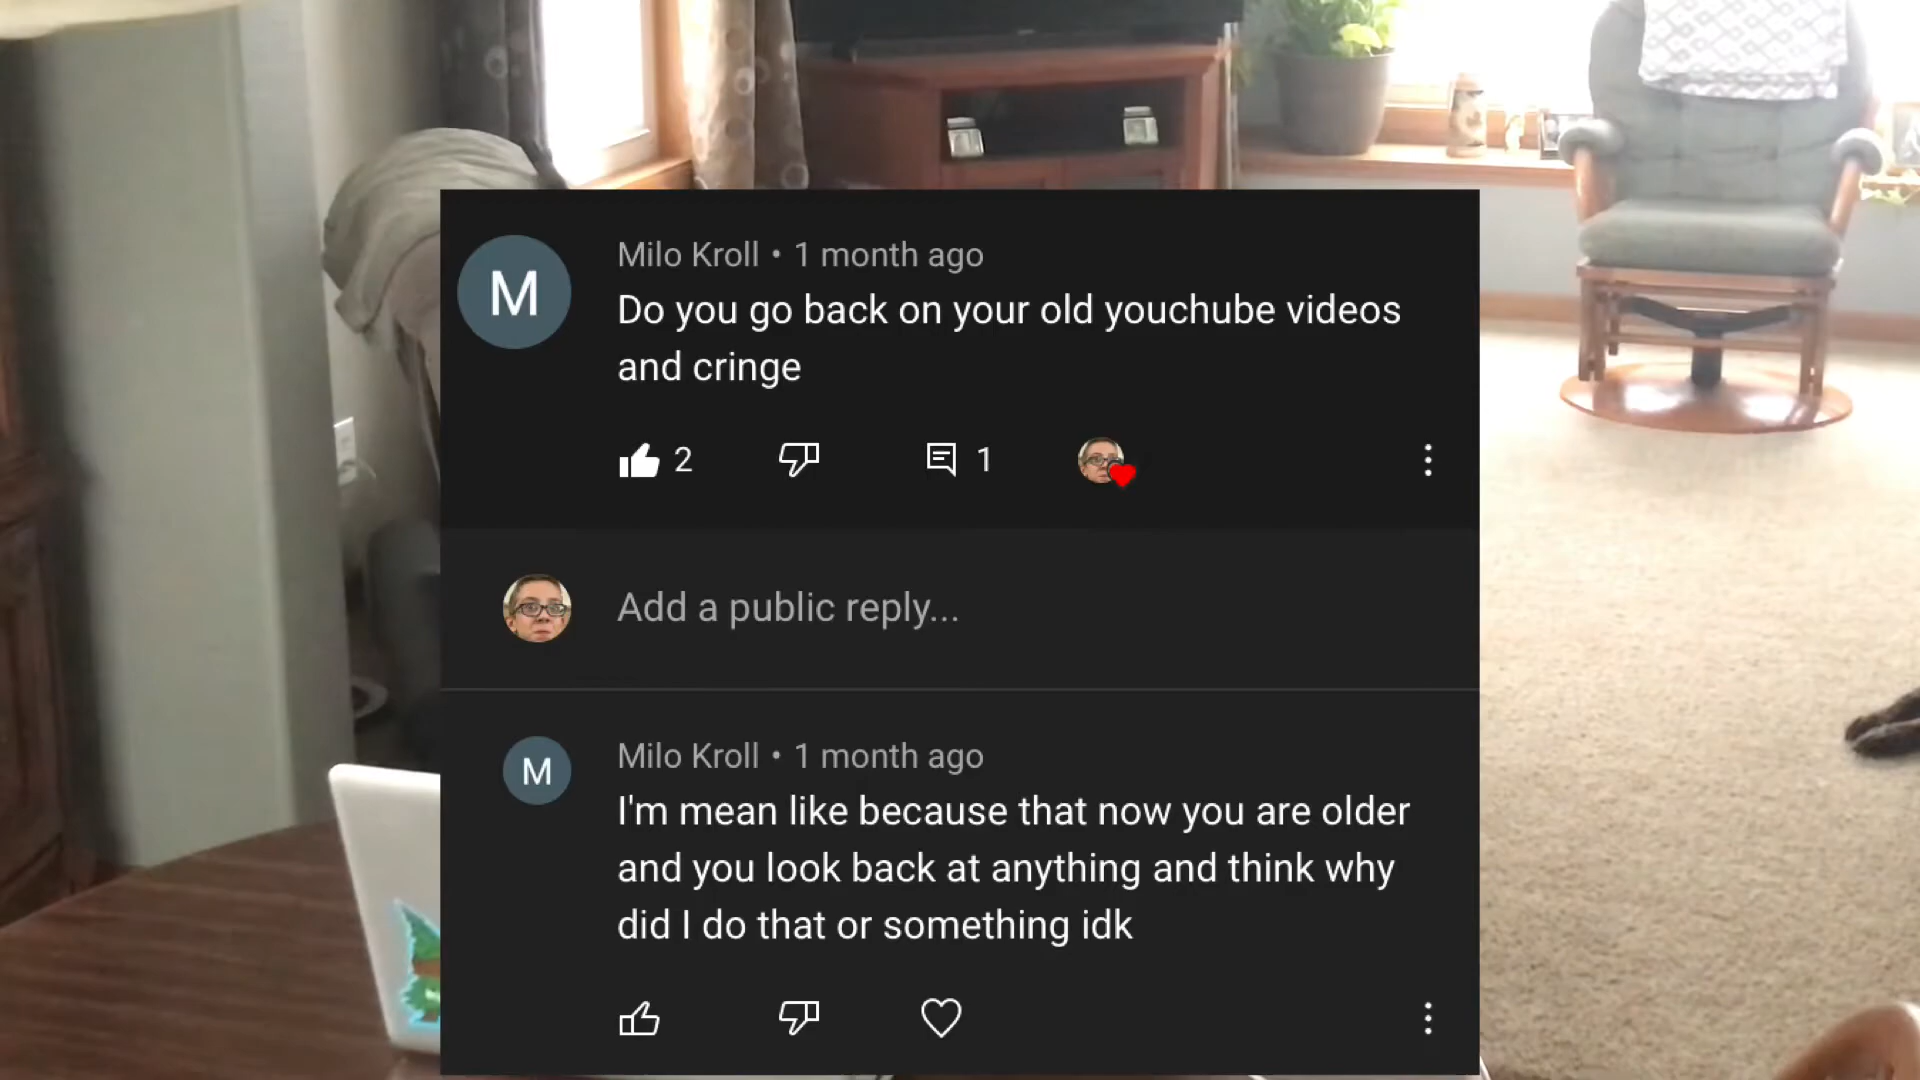 M
Milo Kroll • 1 month ago
Do you go back on your old youchube videos
and cringe
2
1
Add a public reply...
M
Milo Kroll • 1 month ago
I'm mean like because that now you are older
and you look back at anything and think why
did I do that or something idk